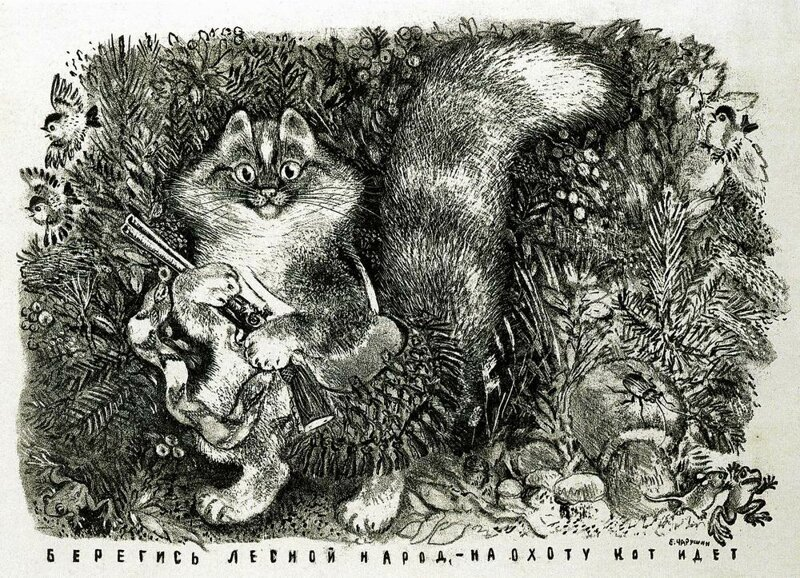 Е. ЧАРУШИН
БЕРЕГИСЬ ЛЕСНОЙ НАРОД, - НА ОХОТУ КОТ ИДЕТ